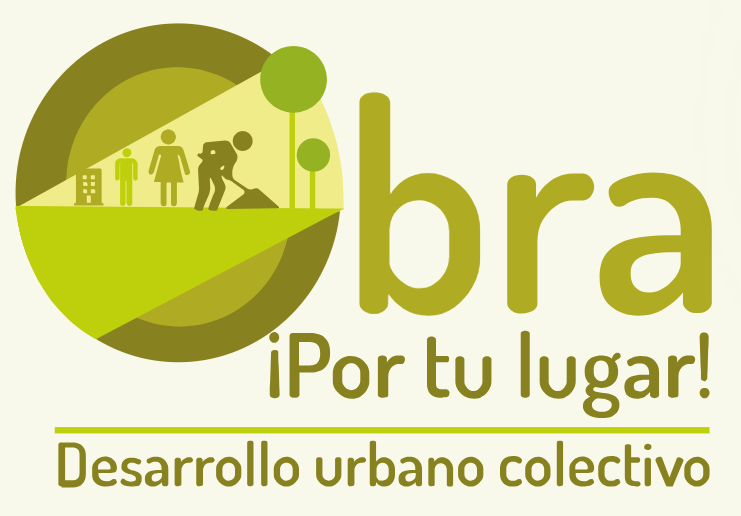 Obra
¡Por tu lugar!
Desarrollo urbano colectivo